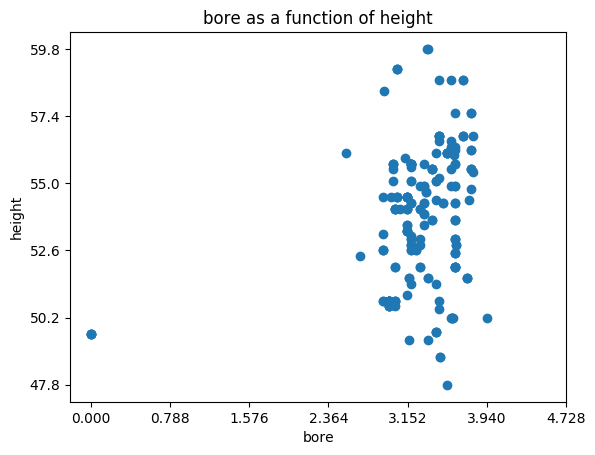 bore as a function of height
59.8
57.4
55.0
52.6
50.2
47.8
height
0.000 0.788 1.576 2.364 3.152 3.940 4.728
bore